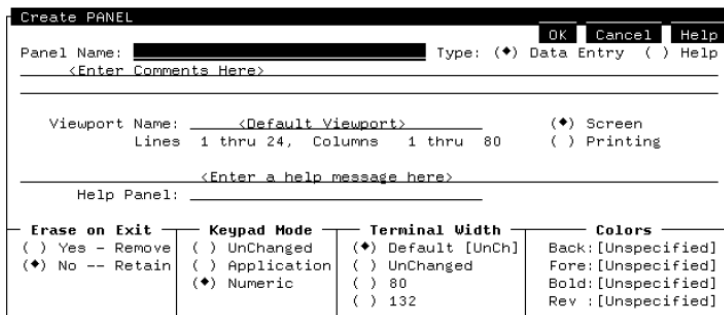 Create PANEL
OK Cancel Help
Panel Name: Type: (◆) Data Entry ( ) Help
<Enter Comments Here>
Viewport Name: <Default Viewport> (◆) Screen
Lines 1 thru 24, Columns 1 thru 80 ( ) Printing
<Enter a help message here>
Help Panel:
Erase on Exit Keypad Mode Terminal Width Colors
( ) Yes - Remove ( ) UnChanged (◆) Default [UnCh] Back:[Unspecified]
(◆) No -- Retain ( ) Application ( ) UnChanged Fore:[Unspecified]
(◆) Numeric ( ) 80 Bold:[Unspecified]
( ) 132 Rev :[Unspecified]